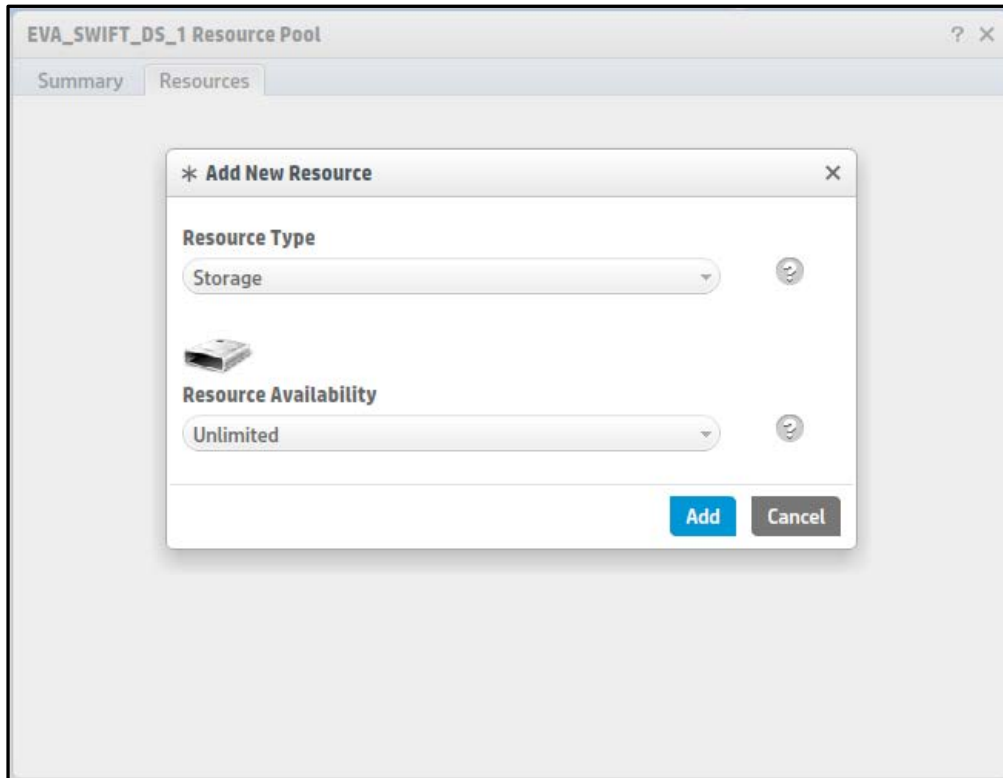 EVA_SWIFT_DS_1 Resource Pool ? ×
Summary Resources
* Add New Resource ×
Resource Type
Storage ?
Resource Availability
Unlimited ?
Add Cancel